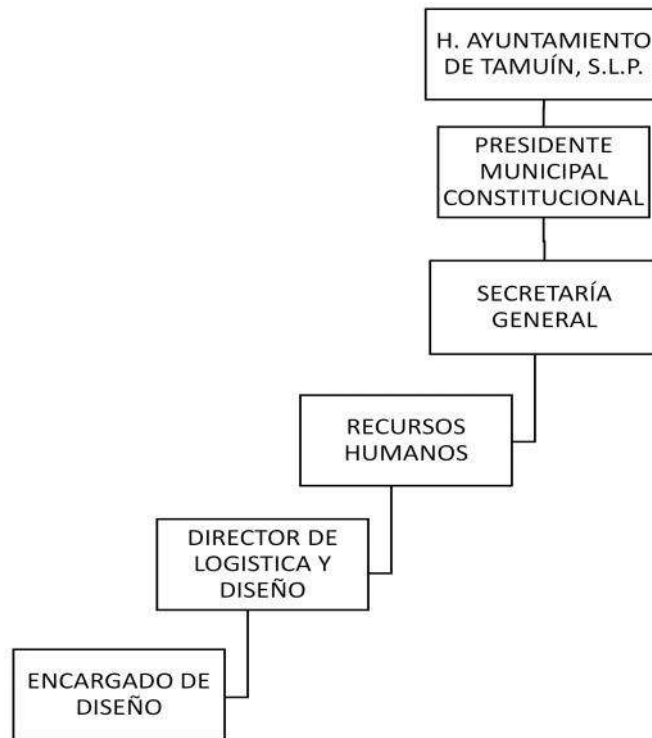 H. AYUNTAMIENTO
DE TAMUÍN, S.L.P.
PRESIDENTE
MUNICIPAL
CONSTITUCIONAL
SECRETARÍA
GENERAL
RECURSOS
HUMANOS
DIRECTOR DE
LOGISTICA Y
DISEÑO
ENCARGADO DE
DISEÑO